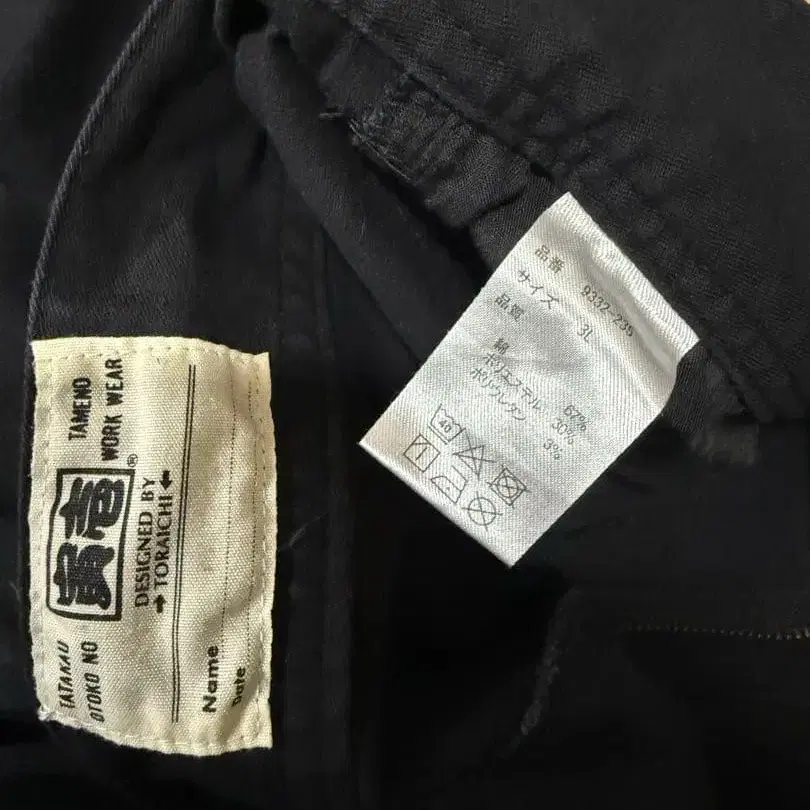 TATAKAU
OTOKO NO
TAMENO
WORK WEAR
寅壱®
DESIGNED BY
TORAICHI
Name
Date
品番 9332-235
サイズ 3L
品質
綿 67%
ポリエステル 30%
ポリウレタン 3%
40